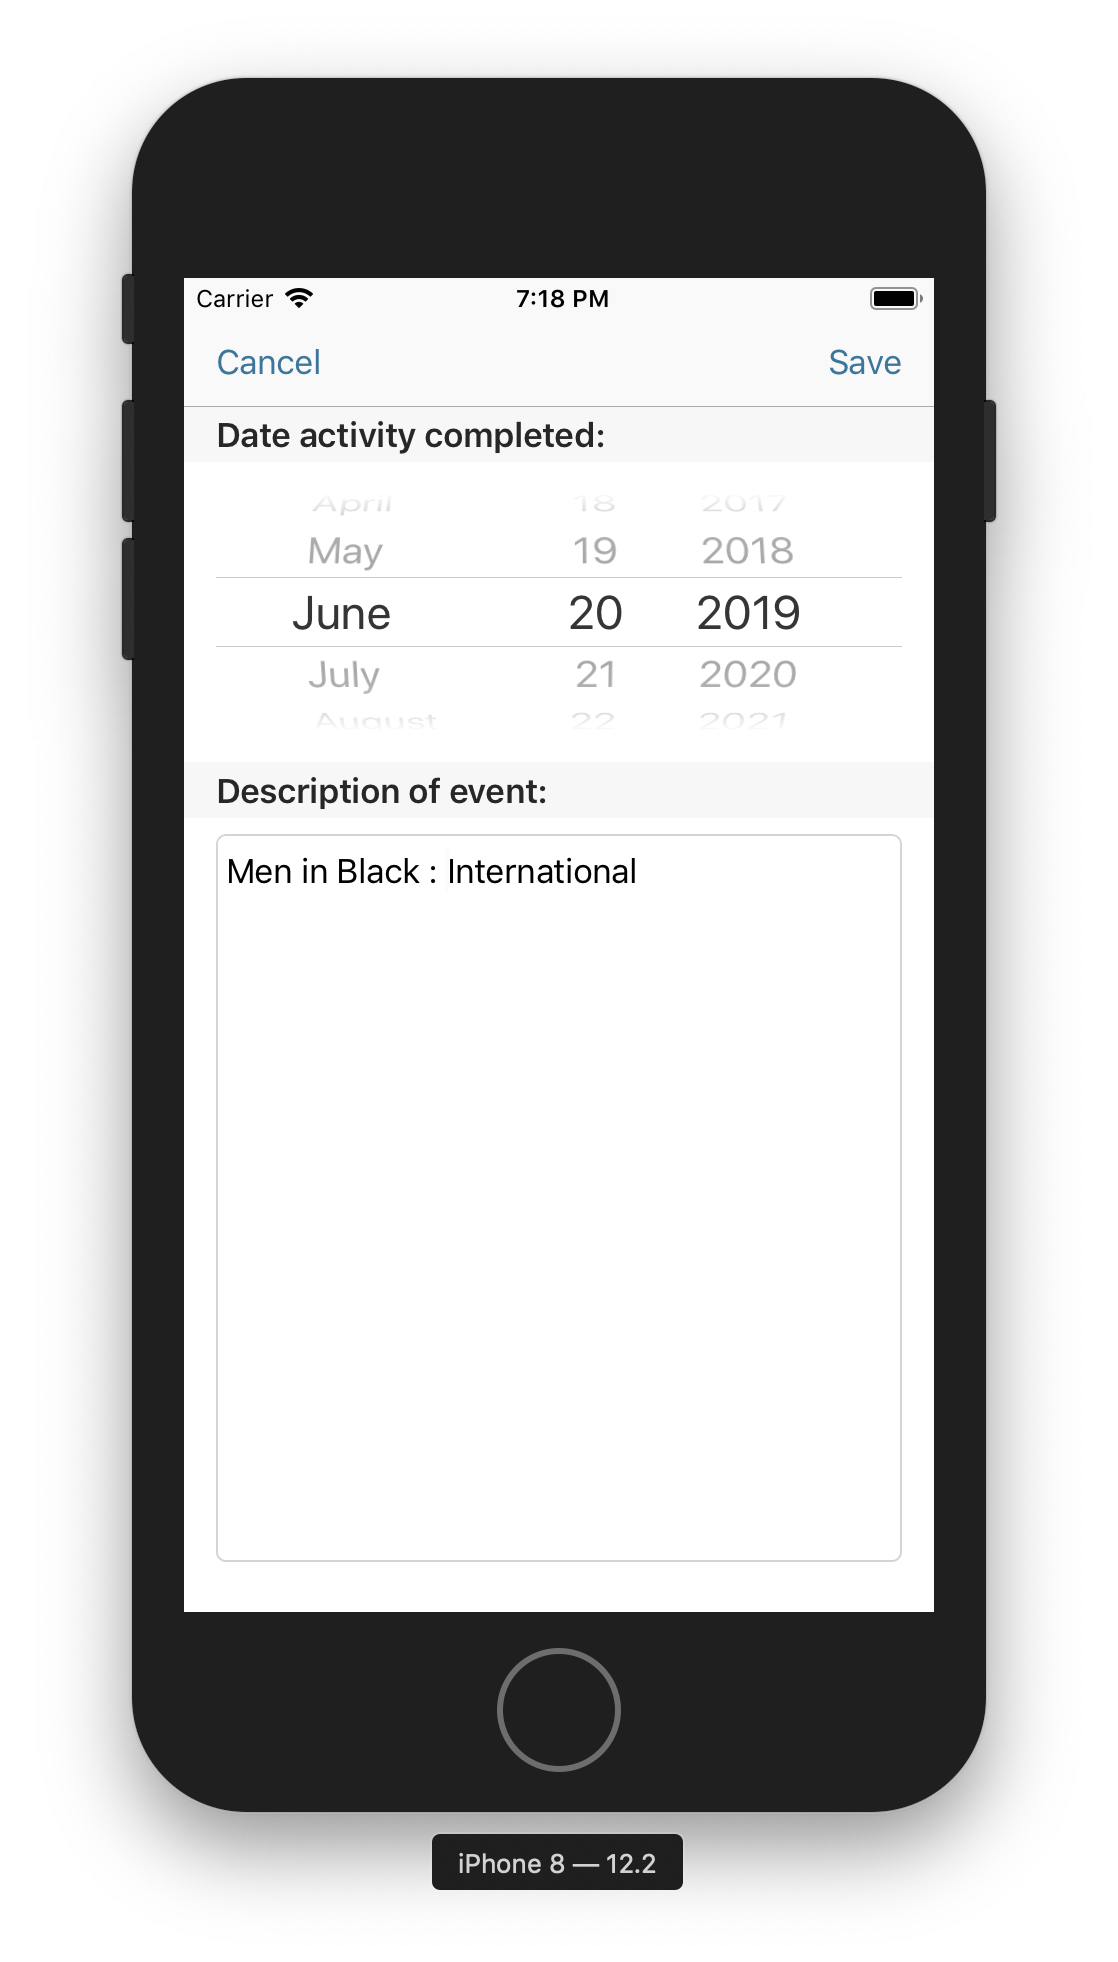 Carrier 7:18 PM
Cancel Save
Date activity completed:
April 18 2017
May 19 2018
June 20 2019
July 21 2020
August 22 2021
Description of event:
Men in Black : International
iPhone 8 — 12.2